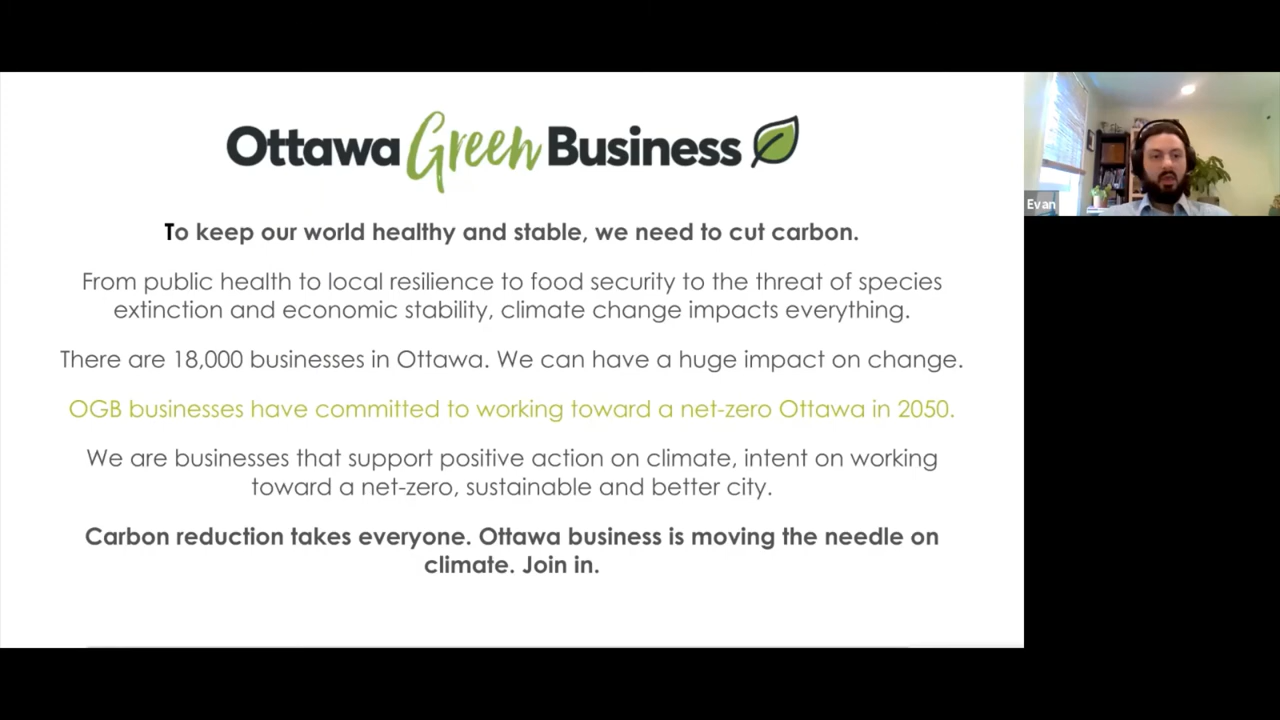 Ottawa Green Business
To keep our world healthy and stable, we need to cut carbon.
From public health to local resilience to food security to the threat of species
extinction and economic stability, climate change impacts everything.
There are 18,000 businesses in Ottawa. We can have a huge impact on change.
OGB businesses have committed to working toward a net-zero Ottawa in 2050.
We are businesses that support positive action on climate, intent on working
toward a net-zero, sustainable and better city.
Carbon reduction takes everyone. Ottawa business is moving the needle on
climate. Join in.
Evan